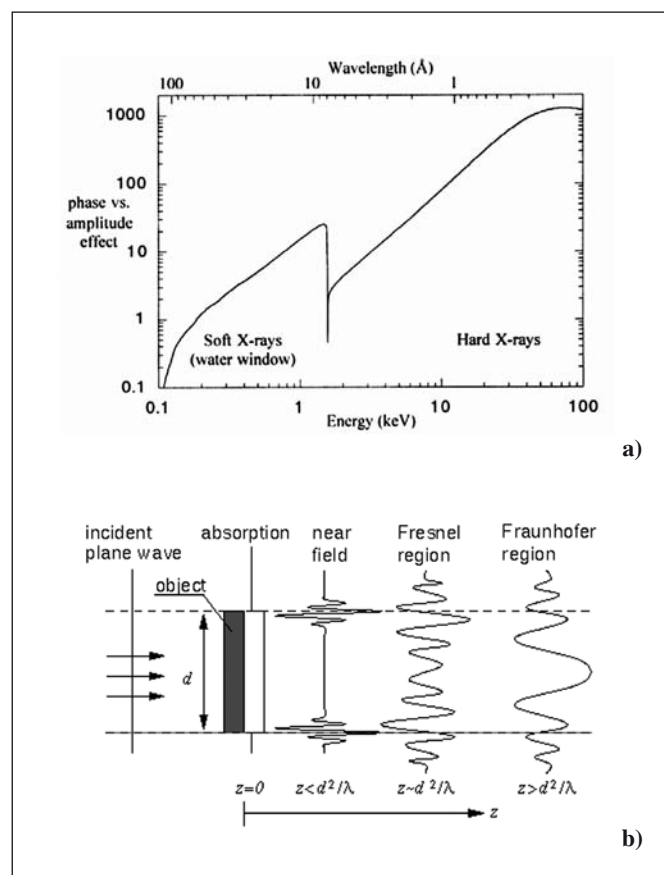 Wavelength (Å)
100 10 1
1000
100
10
1
0.1
phase vs.
amplitude
effect
Soft X-rays
(water window)
Hard X-rays
0.1 1 10 100
Energy (keV)
a)
incident
plane wave
absorption
near
field
Fresnel
region
Fraunhofer
region
object
d
z=0 z<d²/λ z~d²/λ z>d²/λ
z
b)